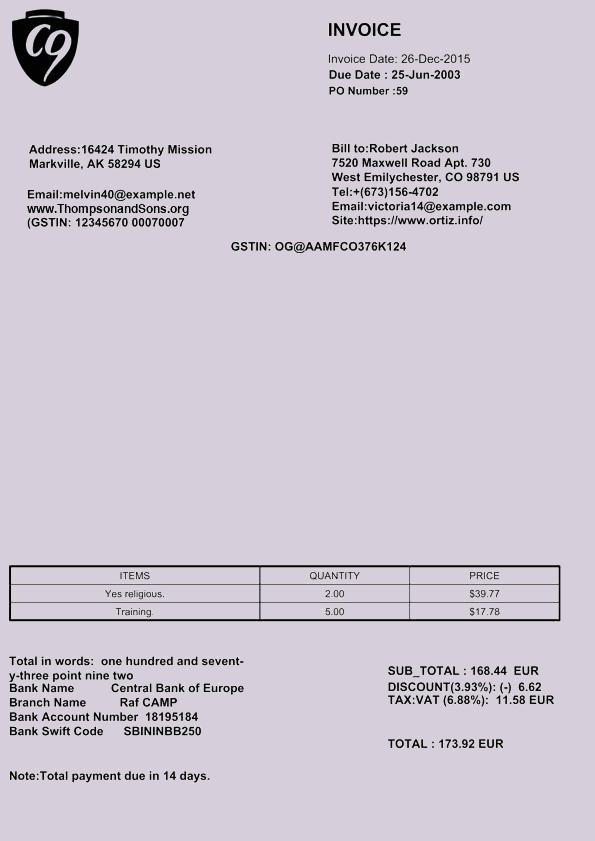 C9
INVOICE
Invoice Date: 26-Dec-2015
Due Date : 25-Jun-2003
PO Number :59
Address:16424 Timothy Mission
Markville, AK 58294 US
Email:melvin40@example.net
www.ThompsonandSons.org
(GSTIN: 12345670 00070007
Bill to:Robert Jackson
7520 Maxwell Road Apt. 730
West Emilychester, CO 98791 US
Tel:+(673)156-4702
Email:victoria14@example.com
Site:https://www.ortiz.info/
GSTIN: OG@AAMFCO376K124
ITEMS QUANTITY PRICE
Yes religious. 2.00 $39.77
Training. 5.00 $17.78
Total in words: one hundred and sevent-
y-three point nine two
Bank Name Central Bank of Europe
Branch Name Raf CAMP
Bank Account Number 18195184
Bank Swift Code SBININBB250
SUB_TOTAL : 168.44 EUR
DISCOUNT(3.93%): (-) 6.62
TAX:VAT (6.88%): 11.58 EUR
TOTAL : 173.92 EUR
Note:Total payment due in 14 days.